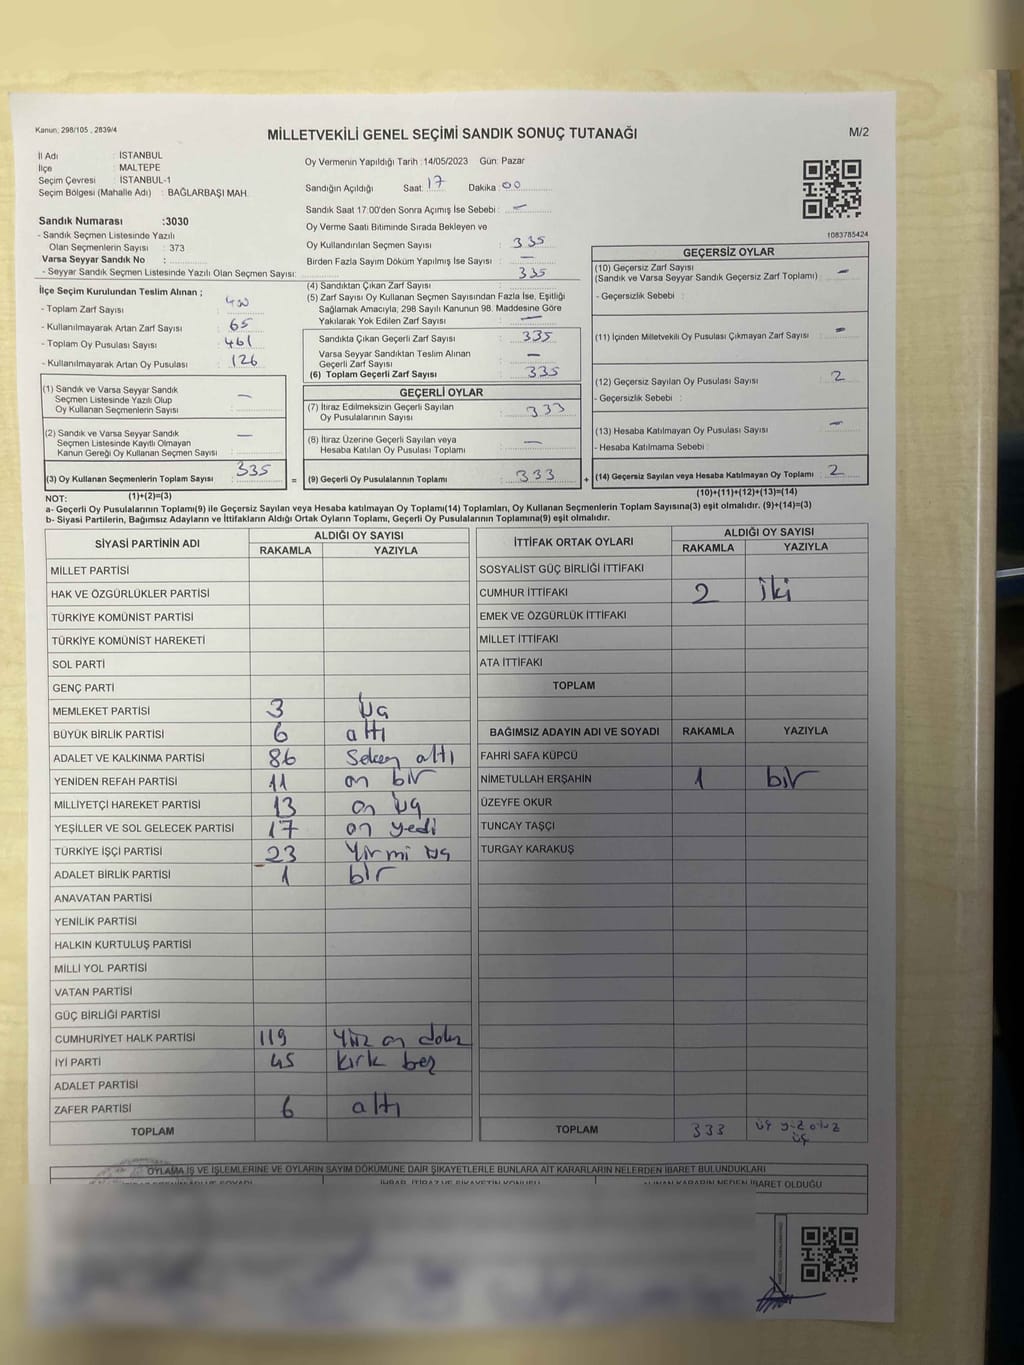 Kanun; 298/105 , 2839/4
MİLLETVEKİLİ GENEL SEÇİMİ SANDIK SONUÇ TUTANAĞI
M/2
İl Adı : İSTANBUL
İlçe : MALTEPE
Seçim Çevresi : İSTANBUL-1
Seçim Bölgesi (Mahalle Adı) : BAĞLARBAŞI MAH.
Oy Vermenin Yapıldığı Tarih :14/05/2023 Gün: Pazar
Sandığın Açıldığı Saat: 17 Dakika : 00
Sandık Saat 17:00'den Sonra Açımış İse Sebebi : —
Oy Verme Saati Bitiminde Sırada Bekleyen ve
Oy Kullandırılan Seçmen Sayısı : 335
Birden Fazla Sayım Döküm Yapılmış İse Sayısı : —
1083785424
Sandık Numarası :3030
- Sandık Seçmen Listesinde Yazılı
Olan Seçmenlerin Sayısı : 373
Varsa Seyyar Sandık No :
- Seyyar Sandık Seçmen Listesinde Yazılı Olan Seçmen Sayısı:
İlçe Seçim Kurulundan Teslim Alınan ;
- Toplam Zarf Sayısı : 400
- Kullanılmayarak Artan Zarf Sayısı : 65
- Toplam Oy Pusulası Sayısı : 461
- Kullanılmayarak Artan Oy Pusulası : 126
(1) Sandık ve Varsa Seyyar Sandık
Seçmen Listesinde Yazılı Olup
Oy Kullanan Seçmenlerin Sayısı : —
(2) Sandık ve Varsa Seyyar Sandık
Seçmen Listesinde Kayıtlı Olmayan
Kanun Gereği Oy Kullanan Seçmen Sayısı : —
(3) Oy Kullanan Seçmenlerin Toplam Sayısı : 335
(4) Sandıktan Çıkan Zarf Sayısı : 335
(5) Zarf Sayısı Oy Kullanan Seçmen Sayısından Fazla İse, Eşitliği
Sağlamak Amacıyla, 298 Sayılı Kanunun 98. Maddesine Göre
Yakılarak Yok Edilen Zarf Sayısı : —
Sandıkta Çıkan Geçerli Zarf Sayısı : 335
Varsa Seyyar Sandıktan Teslim Alınan
Geçerli Zarf Sayısı : —
(6) Toplam Geçerli Zarf Sayısı : 335
GEÇERLİ OYLAR
(7) İtiraz Edilmeksizin Geçerli Sayılan
Oy Pusulalarının Sayısı : 333
(8) İtiraz Üzerine Geçerli Sayılan veya
Hesaba Katılan Oy Pusulası Toplamı : —
= (9) Geçerli Oy Pusulalarının Toplamı : 333
GEÇERSİZ OYLAR
(10) Geçersiz Zarf Sayısı
(Sandık ve Varsa Seyyar Sandık Geçersiz Zarf Toplamı) : —
- Geçersizlik Sebebi :
(11) İçinden Milletvekili Oy Pusulası Çıkmayan Zarf Sayısı : —
(12) Geçersiz Sayılan Oy Pusulası Sayısı : 2
- Geçersizlik Sebebi :
(13) Hesaba Katılmayan Oy Pusulası Sayısı : —
- Hesaba Katılmama Sebebi :
+ (14) Geçersiz Sayılan veya Hesaba Katılmayan Oy Toplamı : 2
NOT: (1)+(2)=(3)
(10)+(11)+(12)+(13)=(14)
a- Geçerli Oy Pusulalarının Toplamı(9) ile Geçersiz Sayılan veya Hesaba katılmayan Oy Toplamı(14) Toplamları, Oy Kullanan Seçmenlerin Toplam Sayısına(3) eşit olmalıdır. (9)+(14)=(3)
b- Siyasi Partilerin, Bağımsız Adayların ve İttifakların Aldığı Ortak Oyların Toplamı, Geçerli Oy Pusulalarının Toplamına(9) eşit olmalıdır.
SİYASİ PARTİNİN ADI ALDIĞI OY SAYISI
RAKAMLA YAZIYLA
MİLLET PARTİSİ
HAK VE ÖZGÜRLÜKLER PARTİSİ
TÜRKİYE KOMÜNİST PARTİSİ
TÜRKİYE KOMÜNİST HAREKETİ
SOL PARTİ
GENÇ PARTİ
MEMLEKET PARTİSİ 3 üç
BÜYÜK BİRLİK PARTİSİ 6 altı
ADALET VE KALKINMA PARTİSİ 86 Seksen altı
YENİDEN REFAH PARTİSİ 11 on bir
MİLLİYETÇİ HAREKET PARTİSİ 13 on üç
YEŞİLLER VE SOL GELECEK PARTİSİ 17 on yedi
TÜRKİYE İŞÇİ PARTİSİ 23 Yirmi üç
ADALET BİRLİK PARTİSİ 1 bir
ANAVATAN PARTİSİ
YENİLİK PARTİSİ
HALKIN KURTULUŞ PARTİSİ
MİLLİ YOL PARTİSİ
VATAN PARTİSİ
GÜÇ BİRLİĞİ PARTİSİ
CUMHURİYET HALK PARTİSİ 119 Yüz on dokuz
İYİ PARTİ 45 kırk beş
ADALET PARTİSİ
ZAFER PARTİSİ 6 altı
TOPLAM
İTTİFAK ORTAK OYLARI ALDIĞI OY SAYISI
RAKAMLA YAZIYLA
SOSYALİST GÜÇ BİRLİĞİ İTTİFAKI
CUMHUR İTTİFAKI 2 iki
EMEK VE ÖZGÜRLÜK İTTİFAKI
MİLLET İTTİFAKI
ATA İTTİFAKI
TOPLAM
BAĞIMSIZ ADAYIN ADI VE SOYADI RAKAMLA YAZIYLA
FAHRİ SAFA KÜPCÜ
NİMETULLAH ERŞAHİN 1 bir
ÜZEYFE OKUR
TUNCAY TAŞÇI
TURGAY KARAKUŞ
TOPLAM 333 üç yüz otuz
üç
OYLAMA İŞ VE İŞLEMLERİNE VE OYLARIN SAYIM DÖKÜMÜNE DAİR ŞİKAYETLERLE BUNLARA AİT KARARLARIN NELERDEN İBARET BULUNDUKLARI
İHBAR, İTİRAZ VE ŞİKAYETİN KONUSU ALINAN KARARIN NEDEN İBARET OLDUĞU